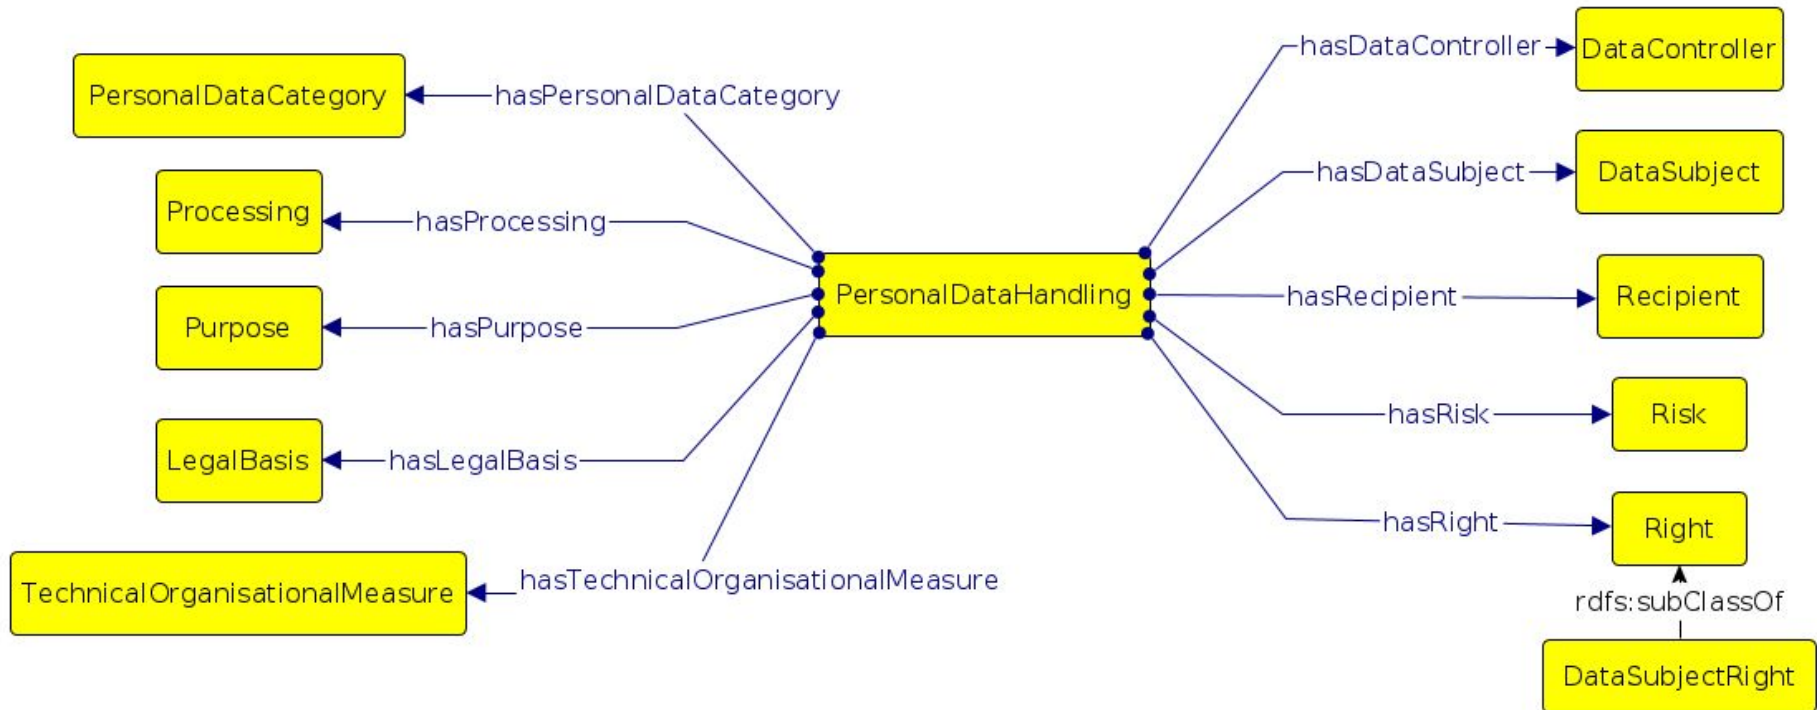 hasDataController
DataController
PersonalDataCategory
hasPersonalDataCategory
hasDataSubject
DataSubject
Processing
hasProcessing
PersonalDataHandling
hasRecipient
Recipient
Purpose
hasPurpose
hasRisk
Risk
LegalBasis
hasLegalBasis
hasRight
Right
TechnicalOrganisationalMeasure
hasTechnicalOrganisationalMeasure
rdfs:subClassOf
DataSubjectRight